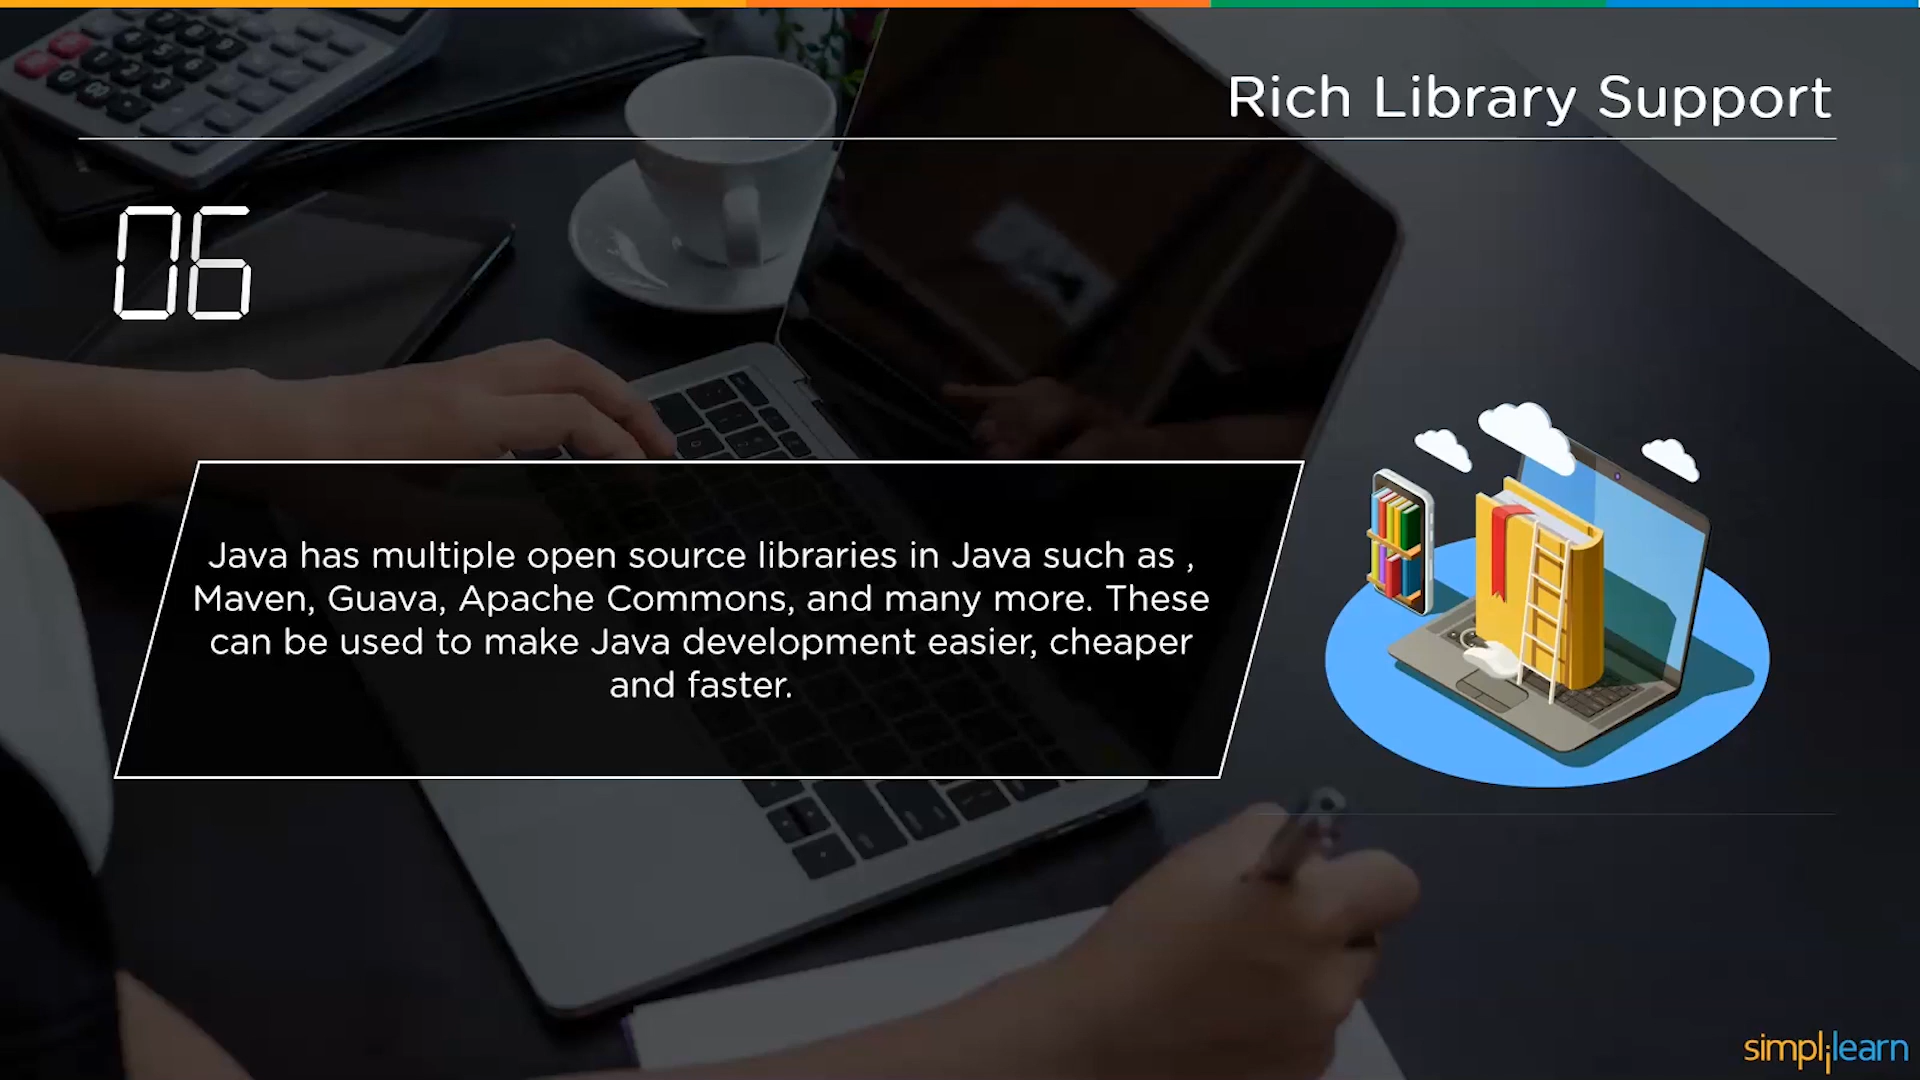 Rich Library Support
06
Java has multiple open source libraries in Java such as ,
Maven, Guava, Apache Commons, and many more. These
can be used to make Java development easier, cheaper
and faster.
simplilearn